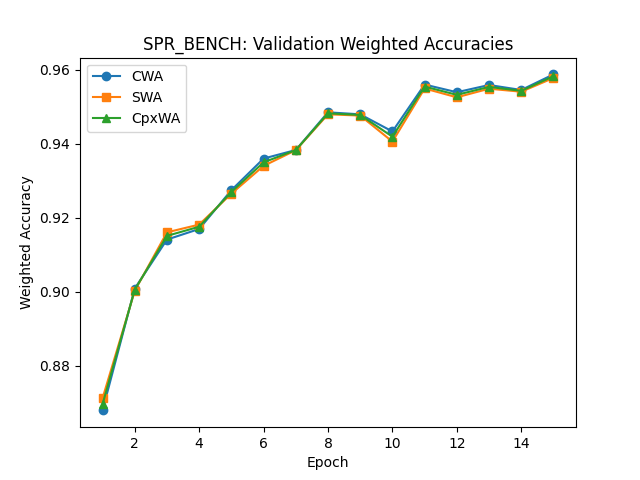 SPR_BENCH: Validation Weighted Accuracies
CWA
SWA
CpxWA
Weighted Accuracy
0.96
0.94
0.92
0.90
0.88
2 4 6 8 10 12 14
Epoch